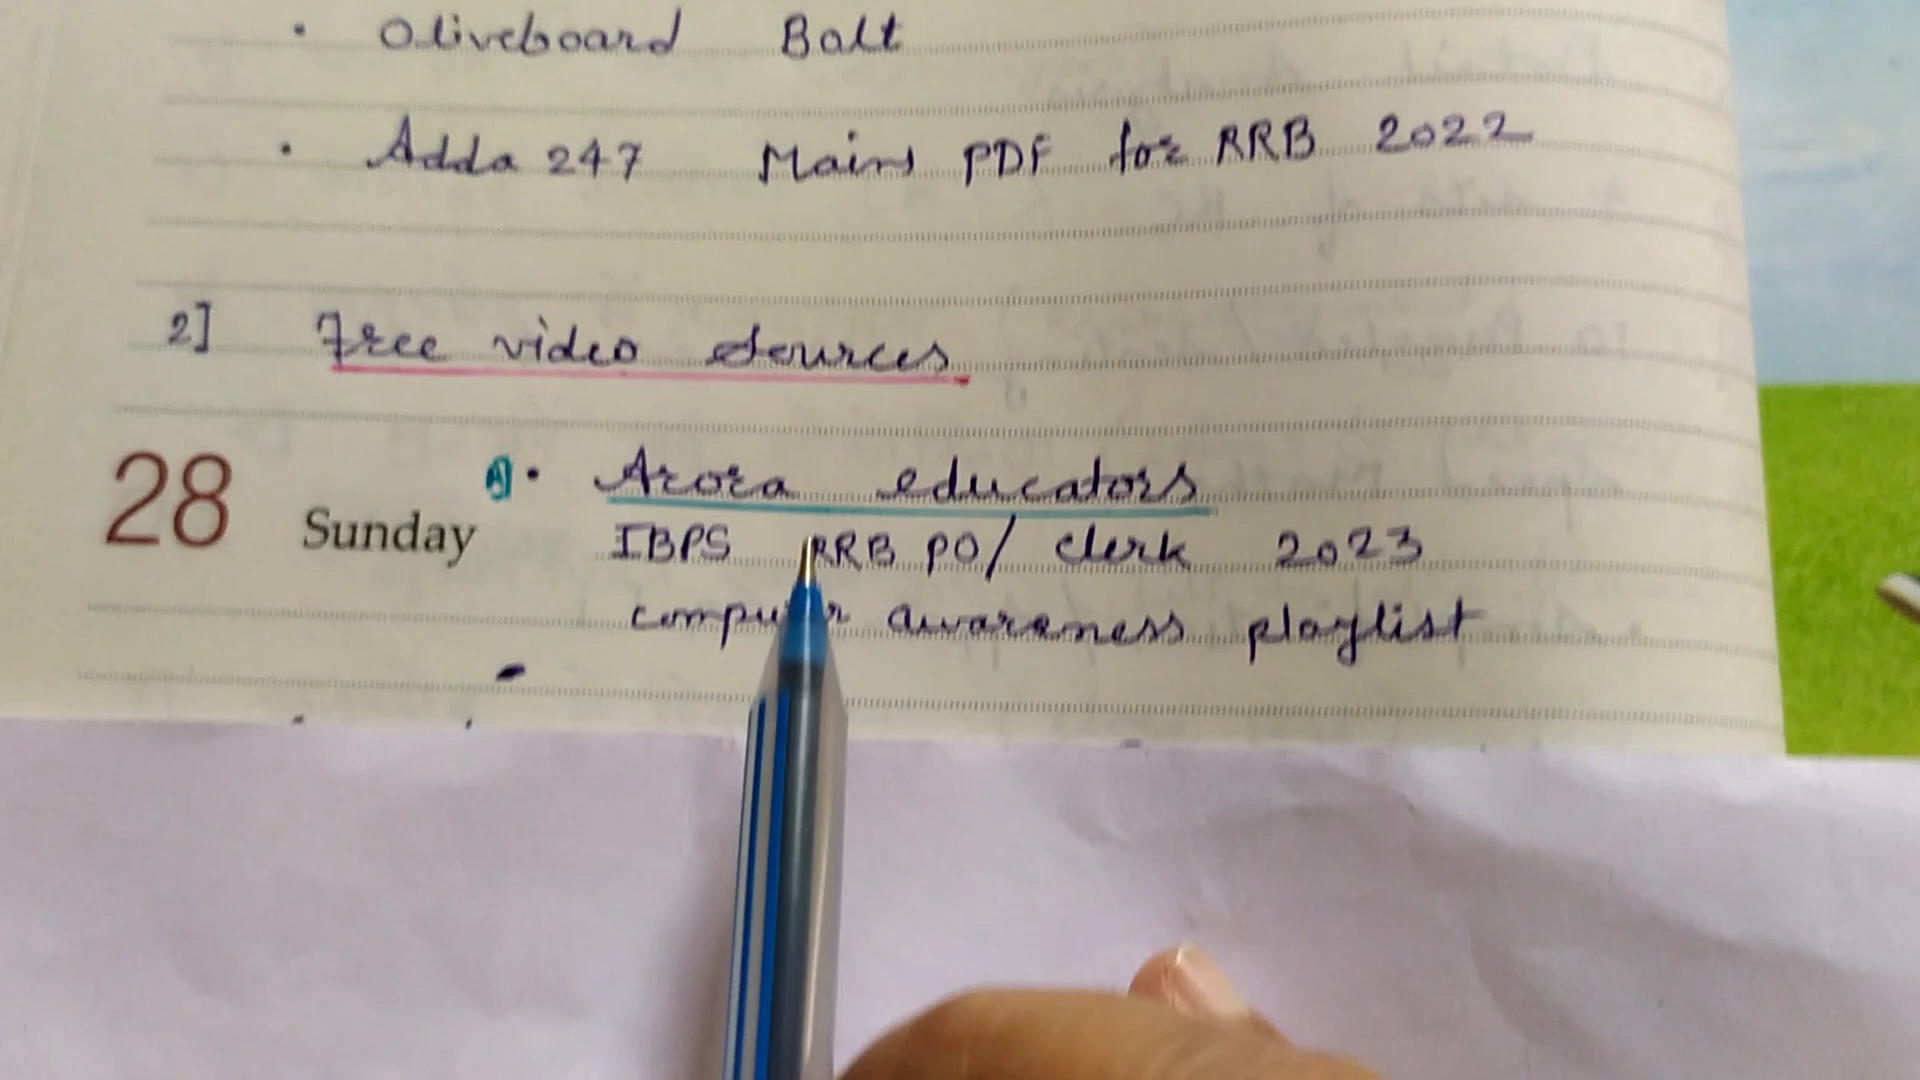 • Oliveboard Bolt
• Adda 247 Mains PDF for RRB 2022
2] Free video sources
28 Sunday A) • Arora educators
IBPS RRB PO/ clerk 2023
computer awareness playlist